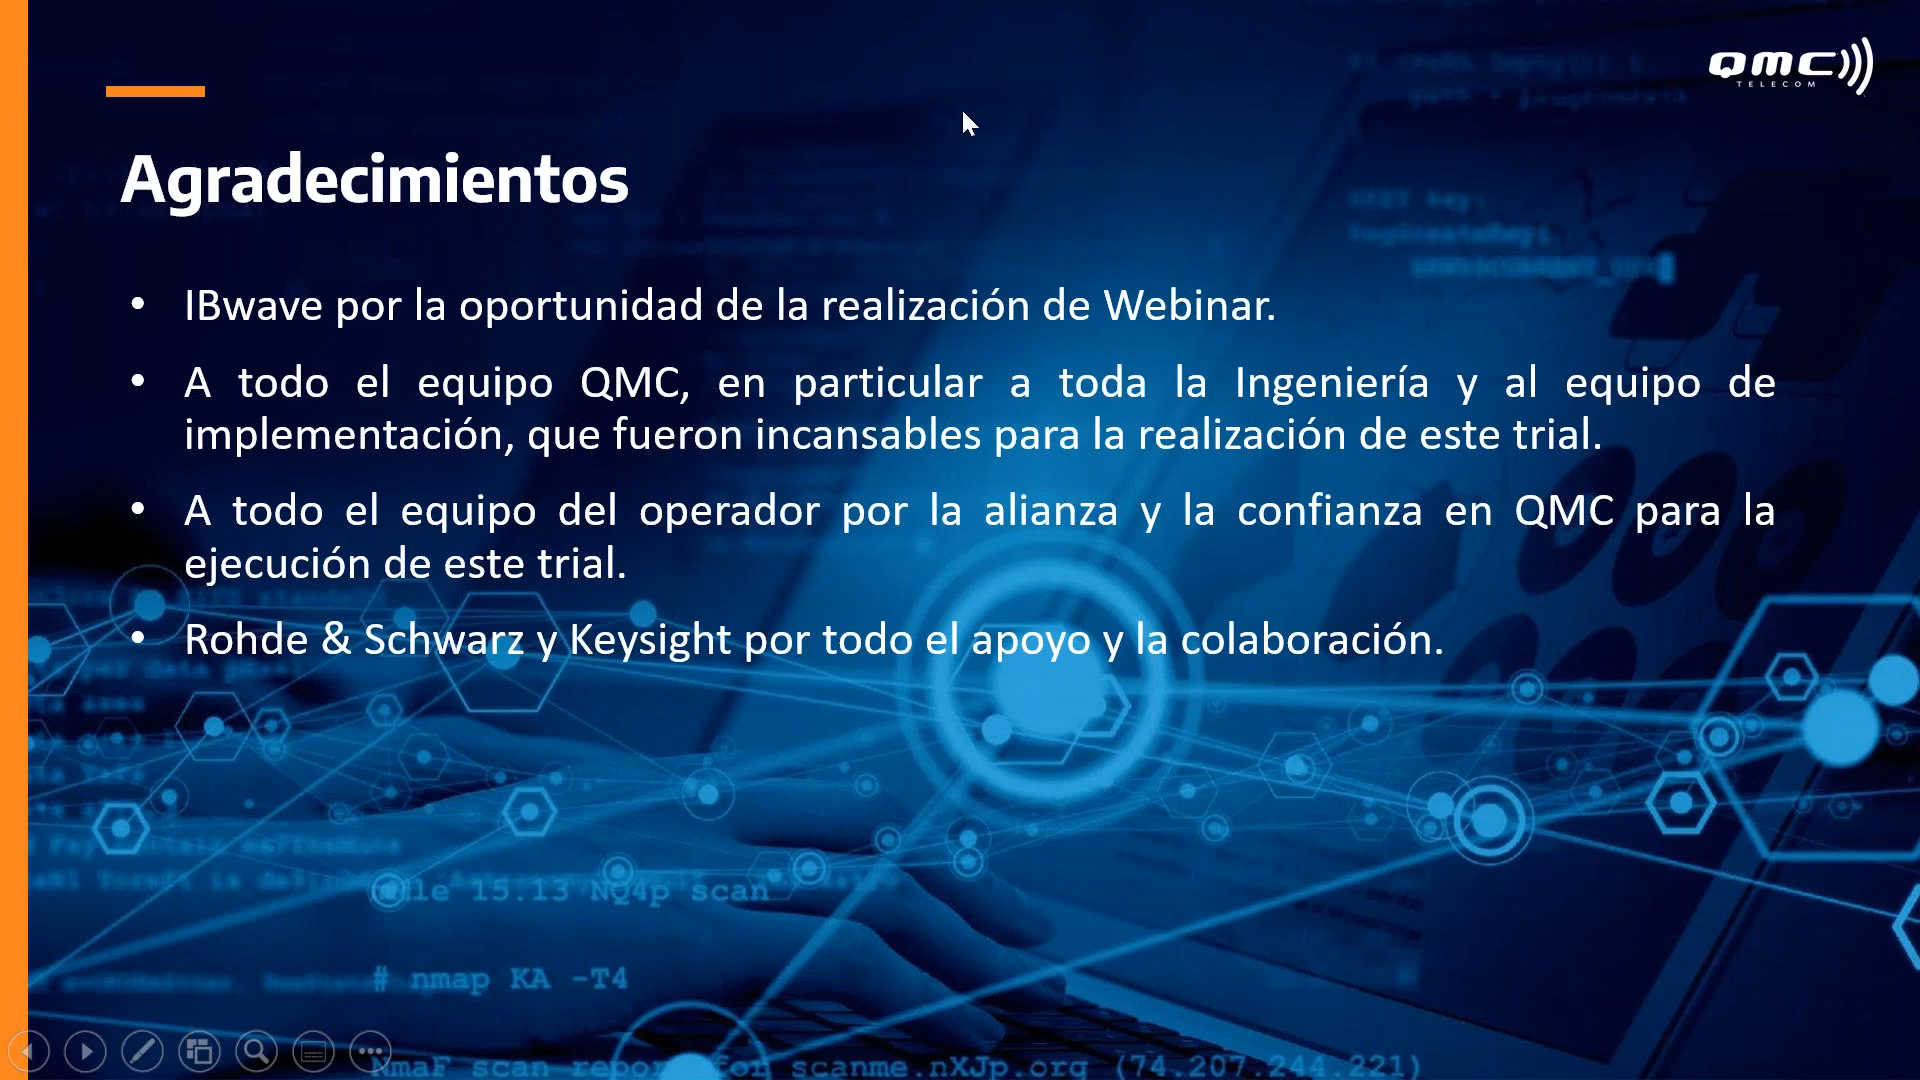 QMC
TELECOM
Agradecimientos
• IBwave por la oportunidad de la realización de Webinar.
• A todo el equipo QMC, en particular a toda la Ingeniería y al equipo de
implementación, que fueron incansables para la realización de este trial.
• A todo el equipo del operador por la alianza y la confianza en QMC para la
ejecución de este trial.
• Rohde & Schwarz y Keysight por todo el apoyo y la colaboración.
15.13 NQ4p scan
# nmap KA -T4
NmaF scan repor for scanme.nXJp.org (74.207.244.221)